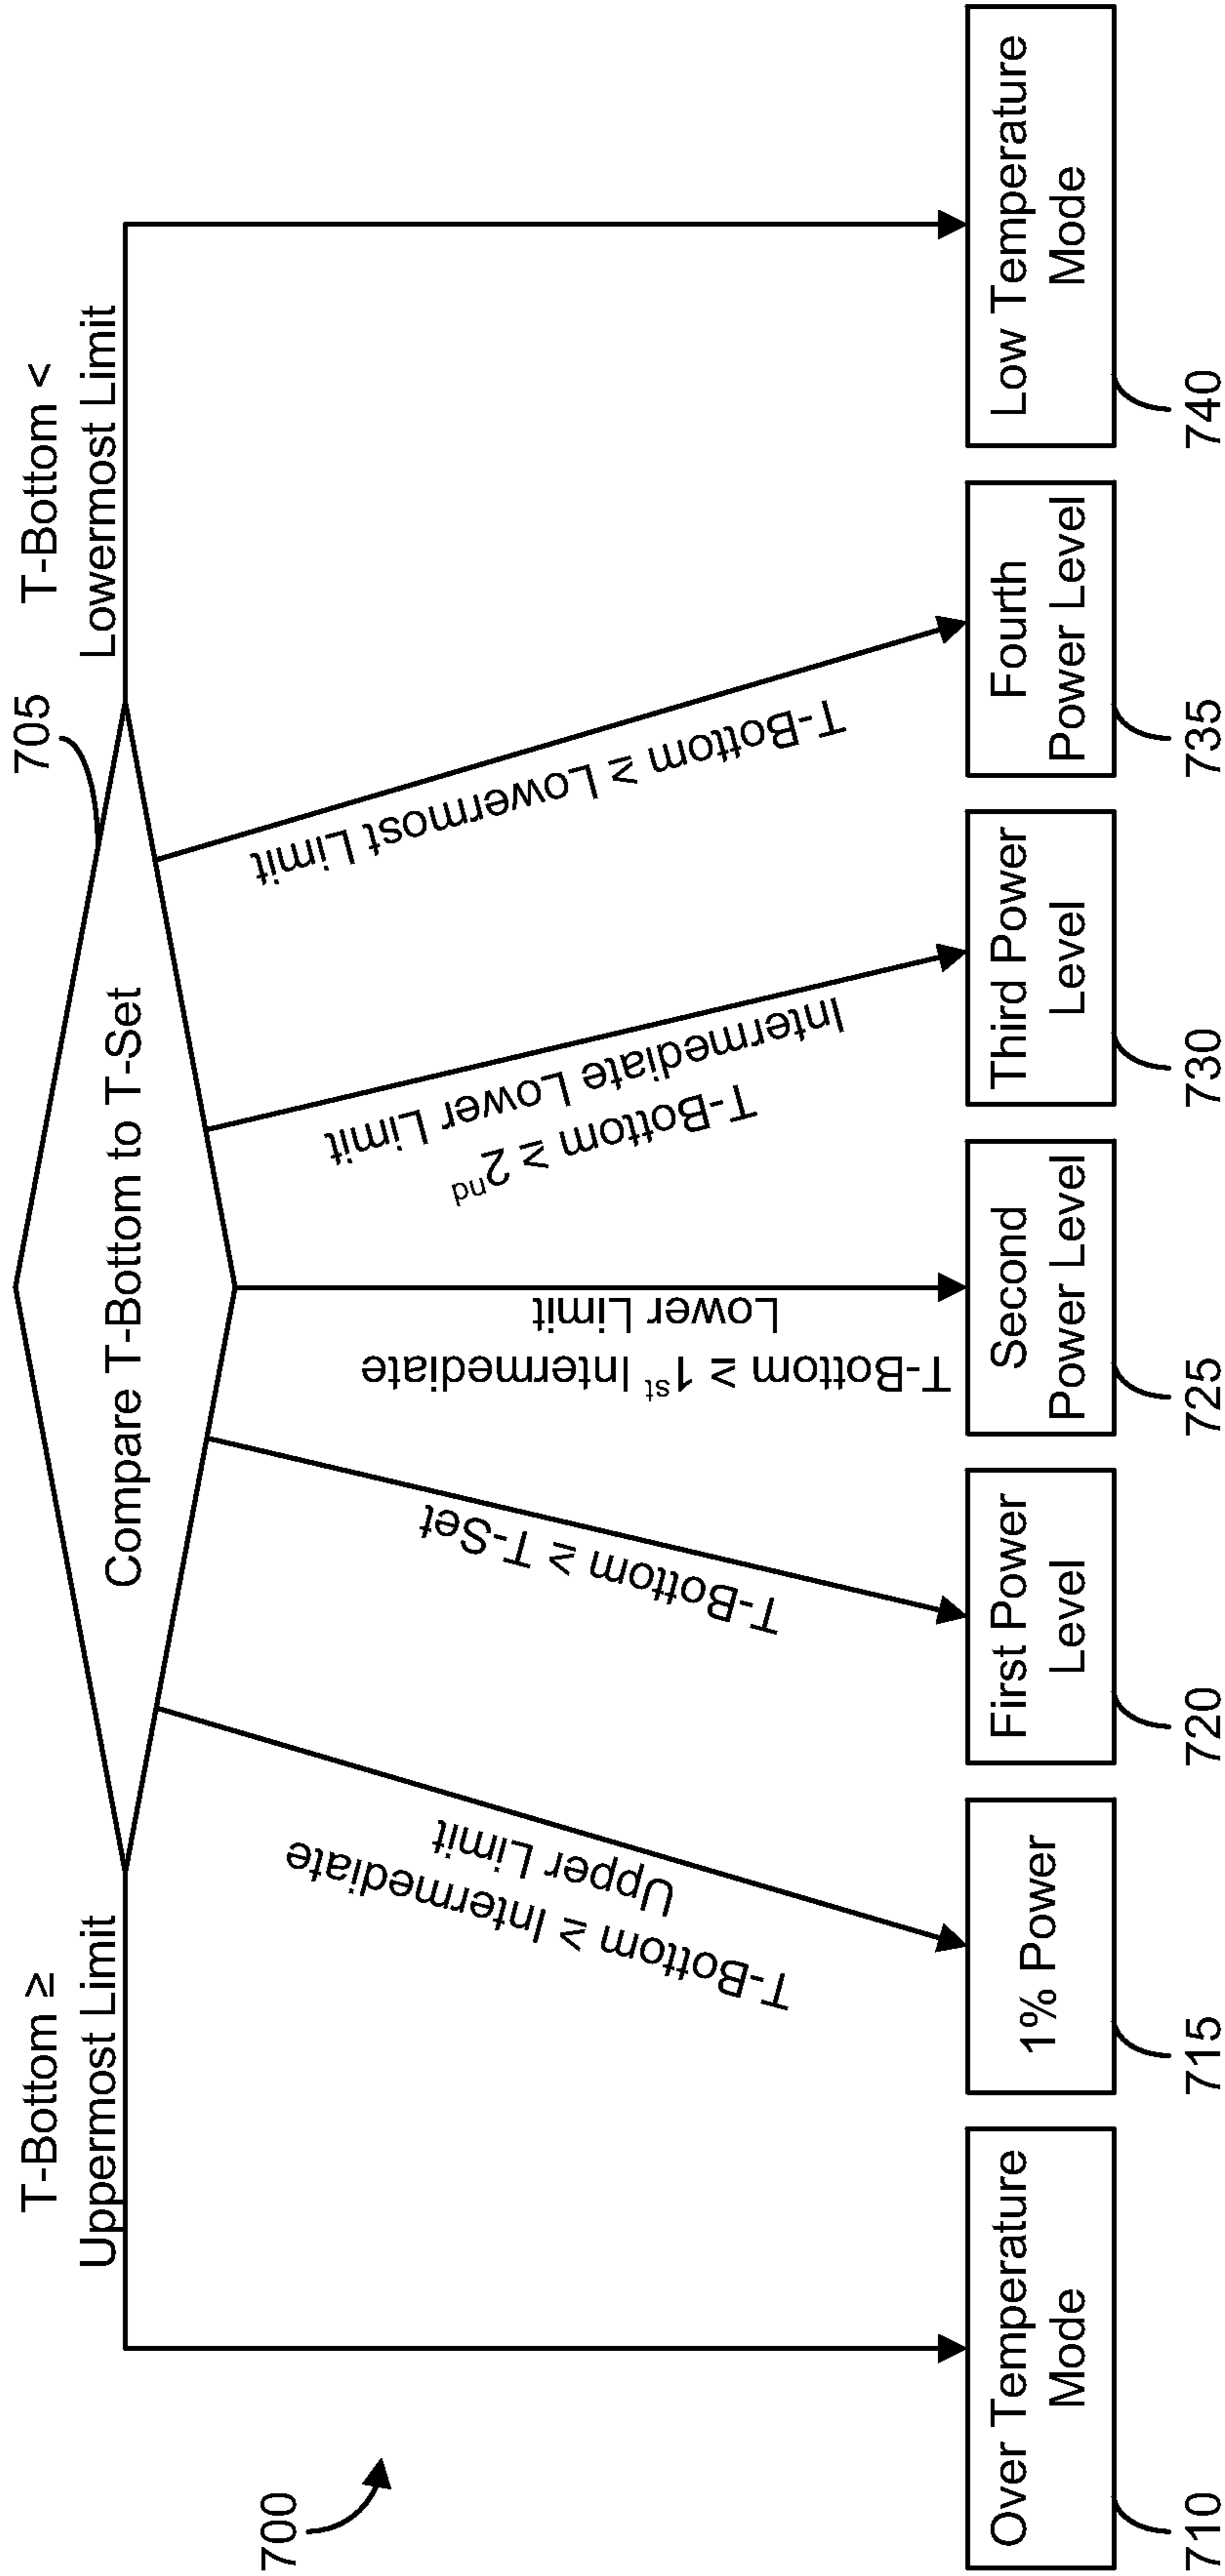 700
T-Bottom ≥
Uppermost Limit
705
T-Bottom <
Lowermost Limit
Compare T-Bottom to T-Set
T-Bottom ≥ Intermediate
Upper Limit
T-Bottom ≥ T-Set
T-Bottom ≥ 1st Intermediate
Lower Limit
T-Bottom ≥ 2nd
Intermediate Lower Limit
T-Bottom ≥ Lowermost Limit
Over Temperature
Mode
710
1% Power
715
First Power
Level
720
Second
Power Level
725
Third Power
Level
730
Fourth
Power Level
735
Low Temperature
Mode
740